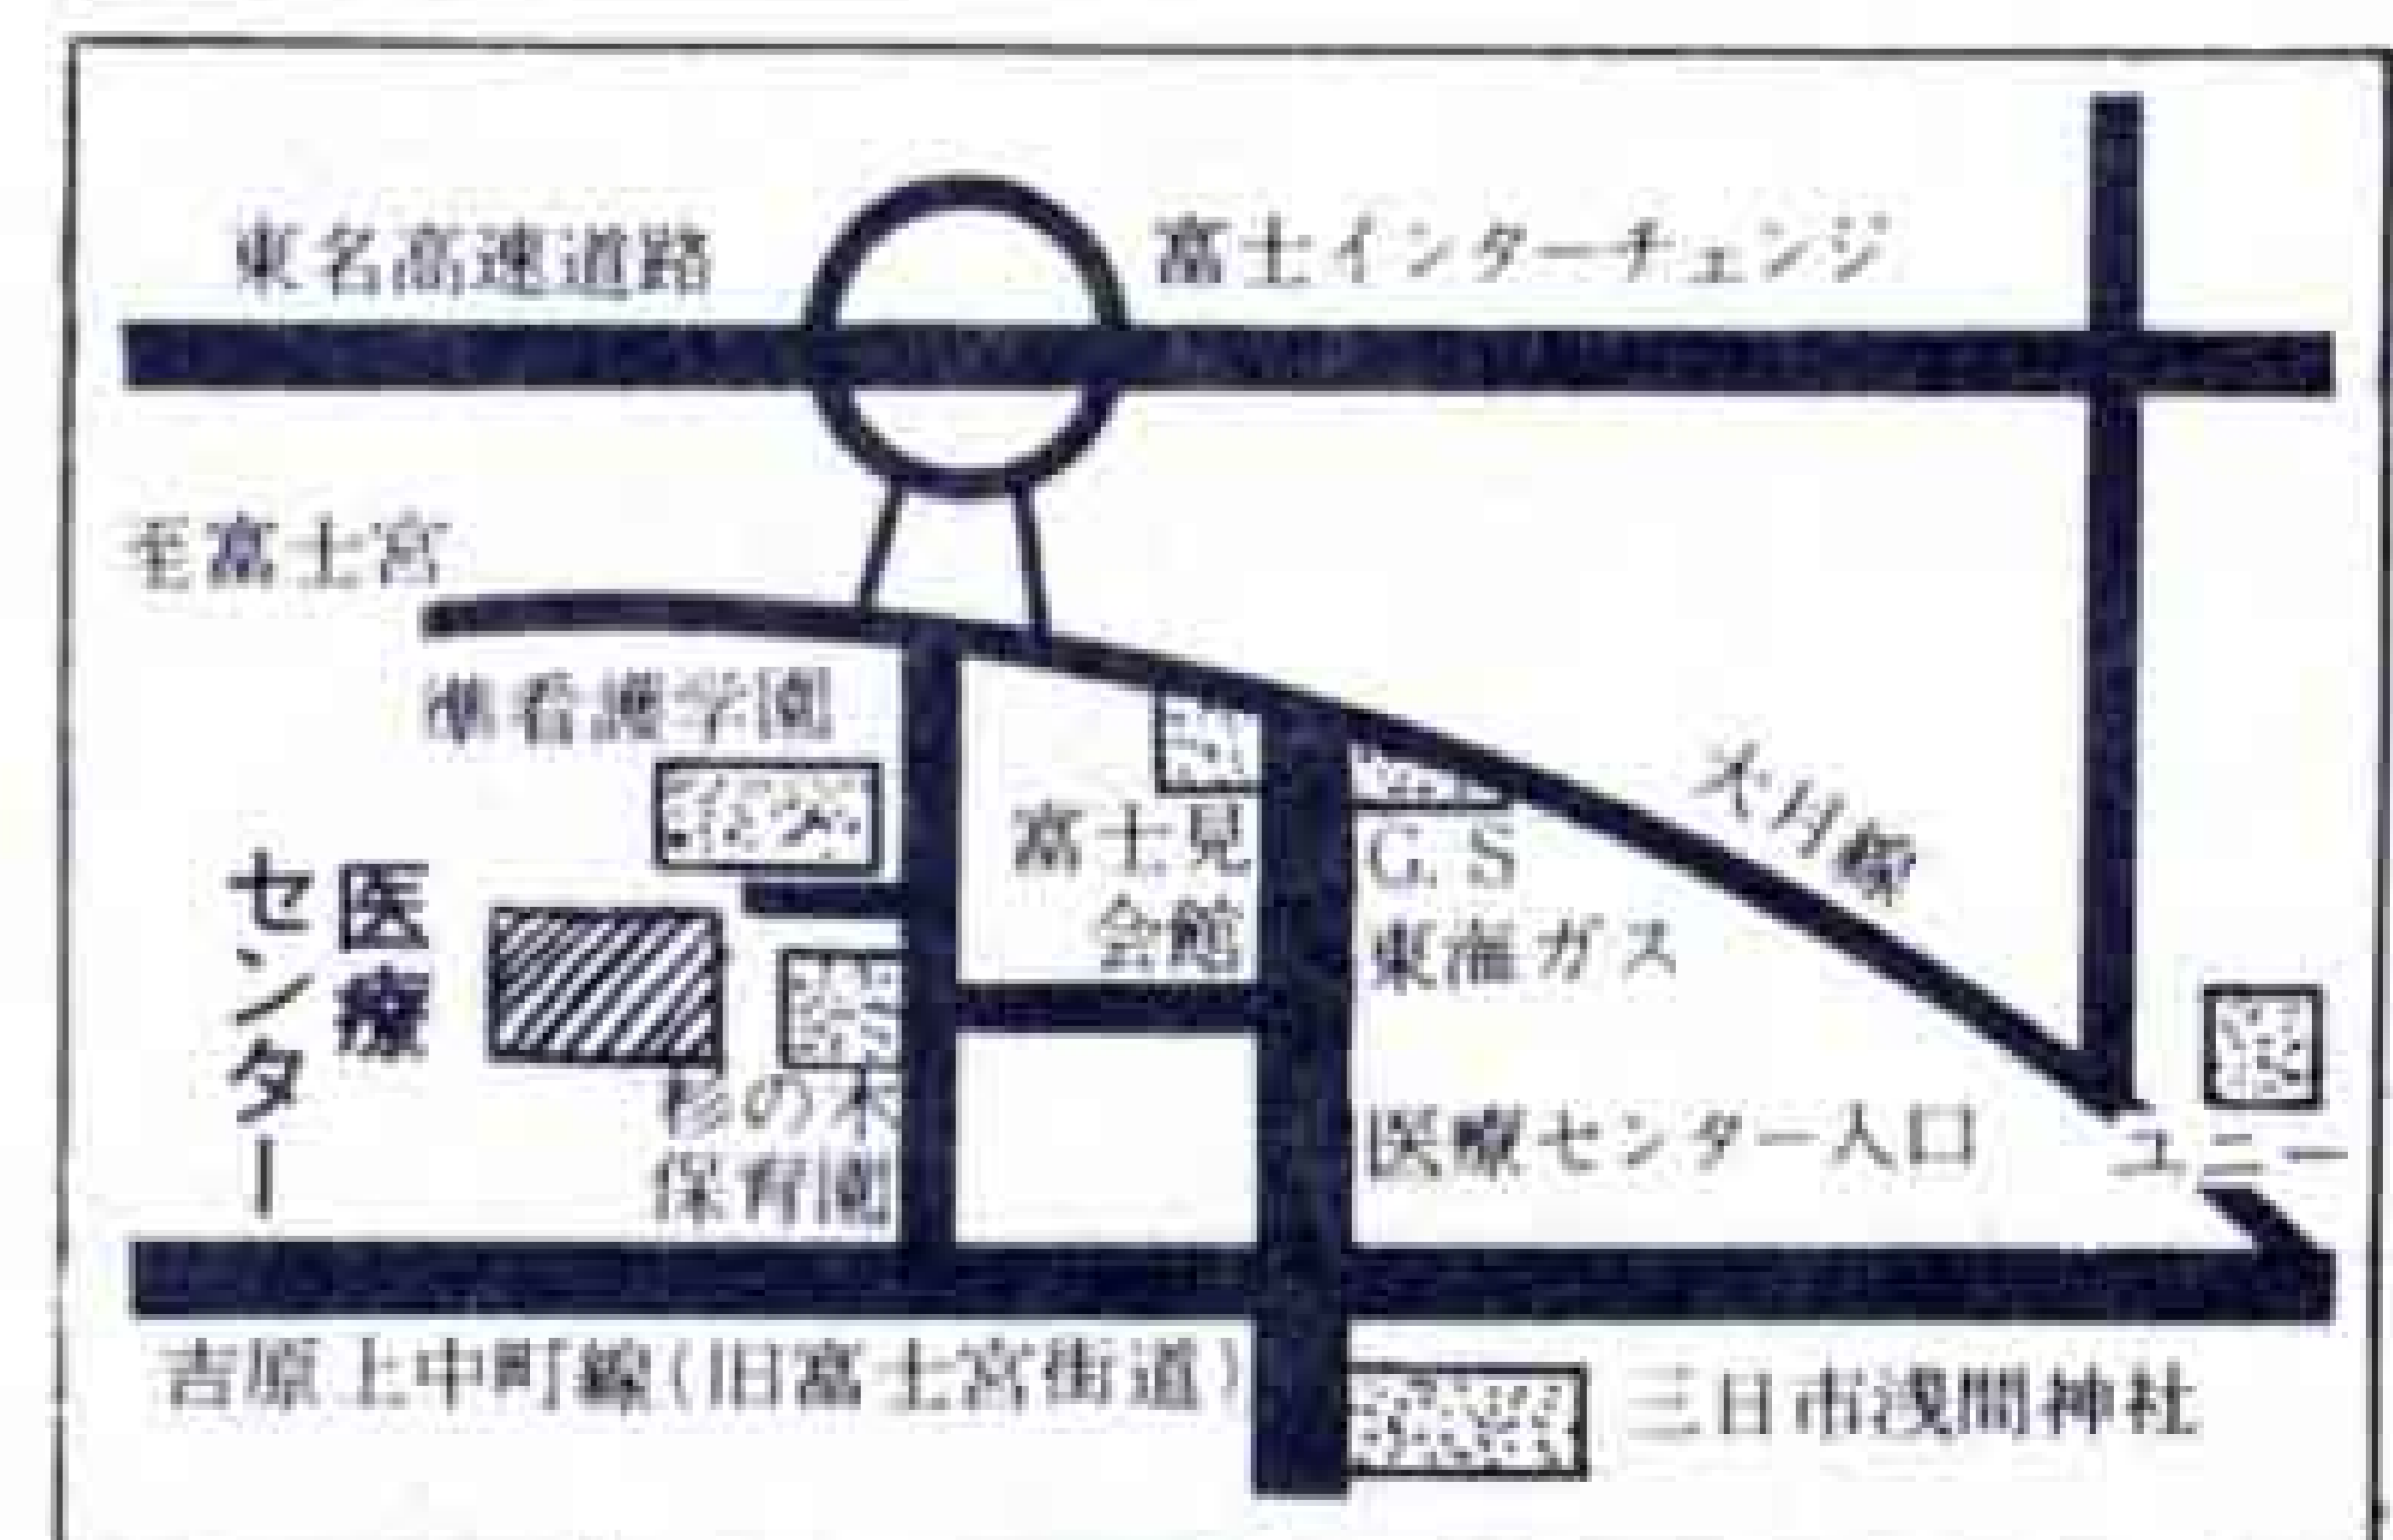 東名高速道路
富士インターチェンジ
至富士宮
准看護学園
大月線
富士見
会館
G.S
東海ガス
医療
センター
杉の木
保育園
医療センター入口
ユニー
吉原上中町線(旧富士宮街道)
三日市浅間神社